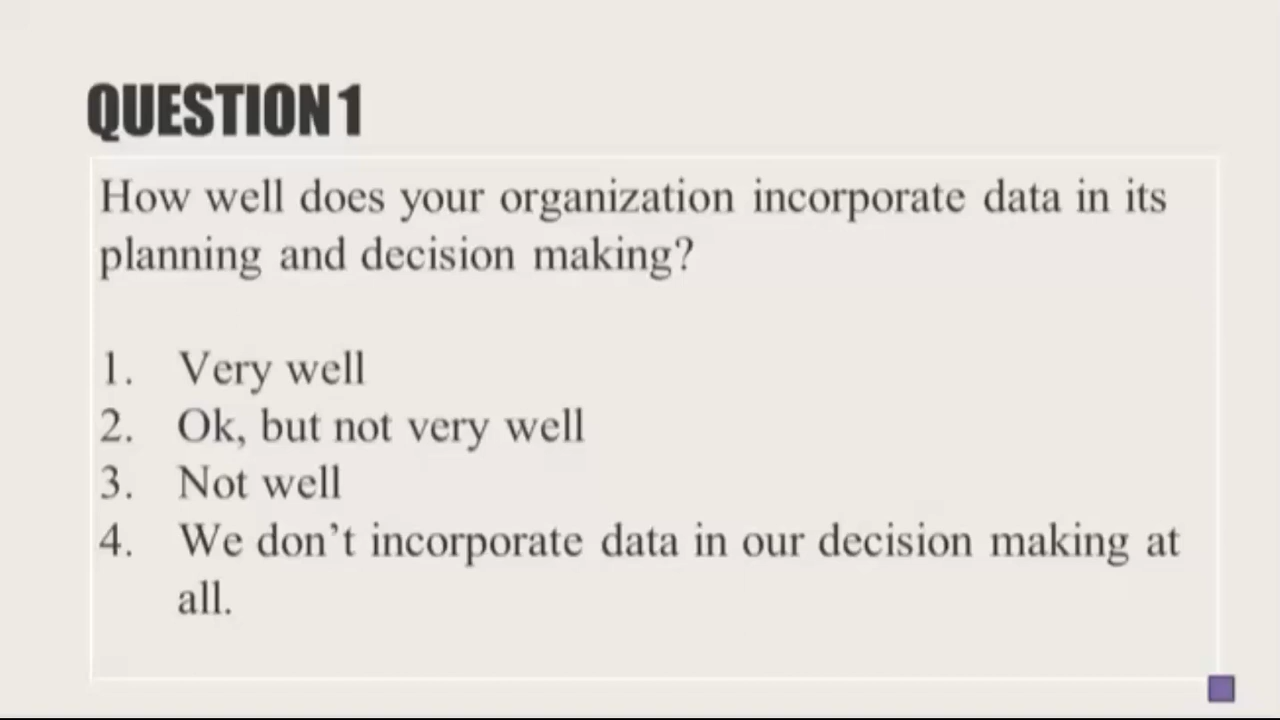 QUESTION 1
How well does your organization incorporate data in its
planning and decision making?
1. Very well
2. Ok, but not very well
3. Not well
4. We don’t incorporate data in our decision making at
all.